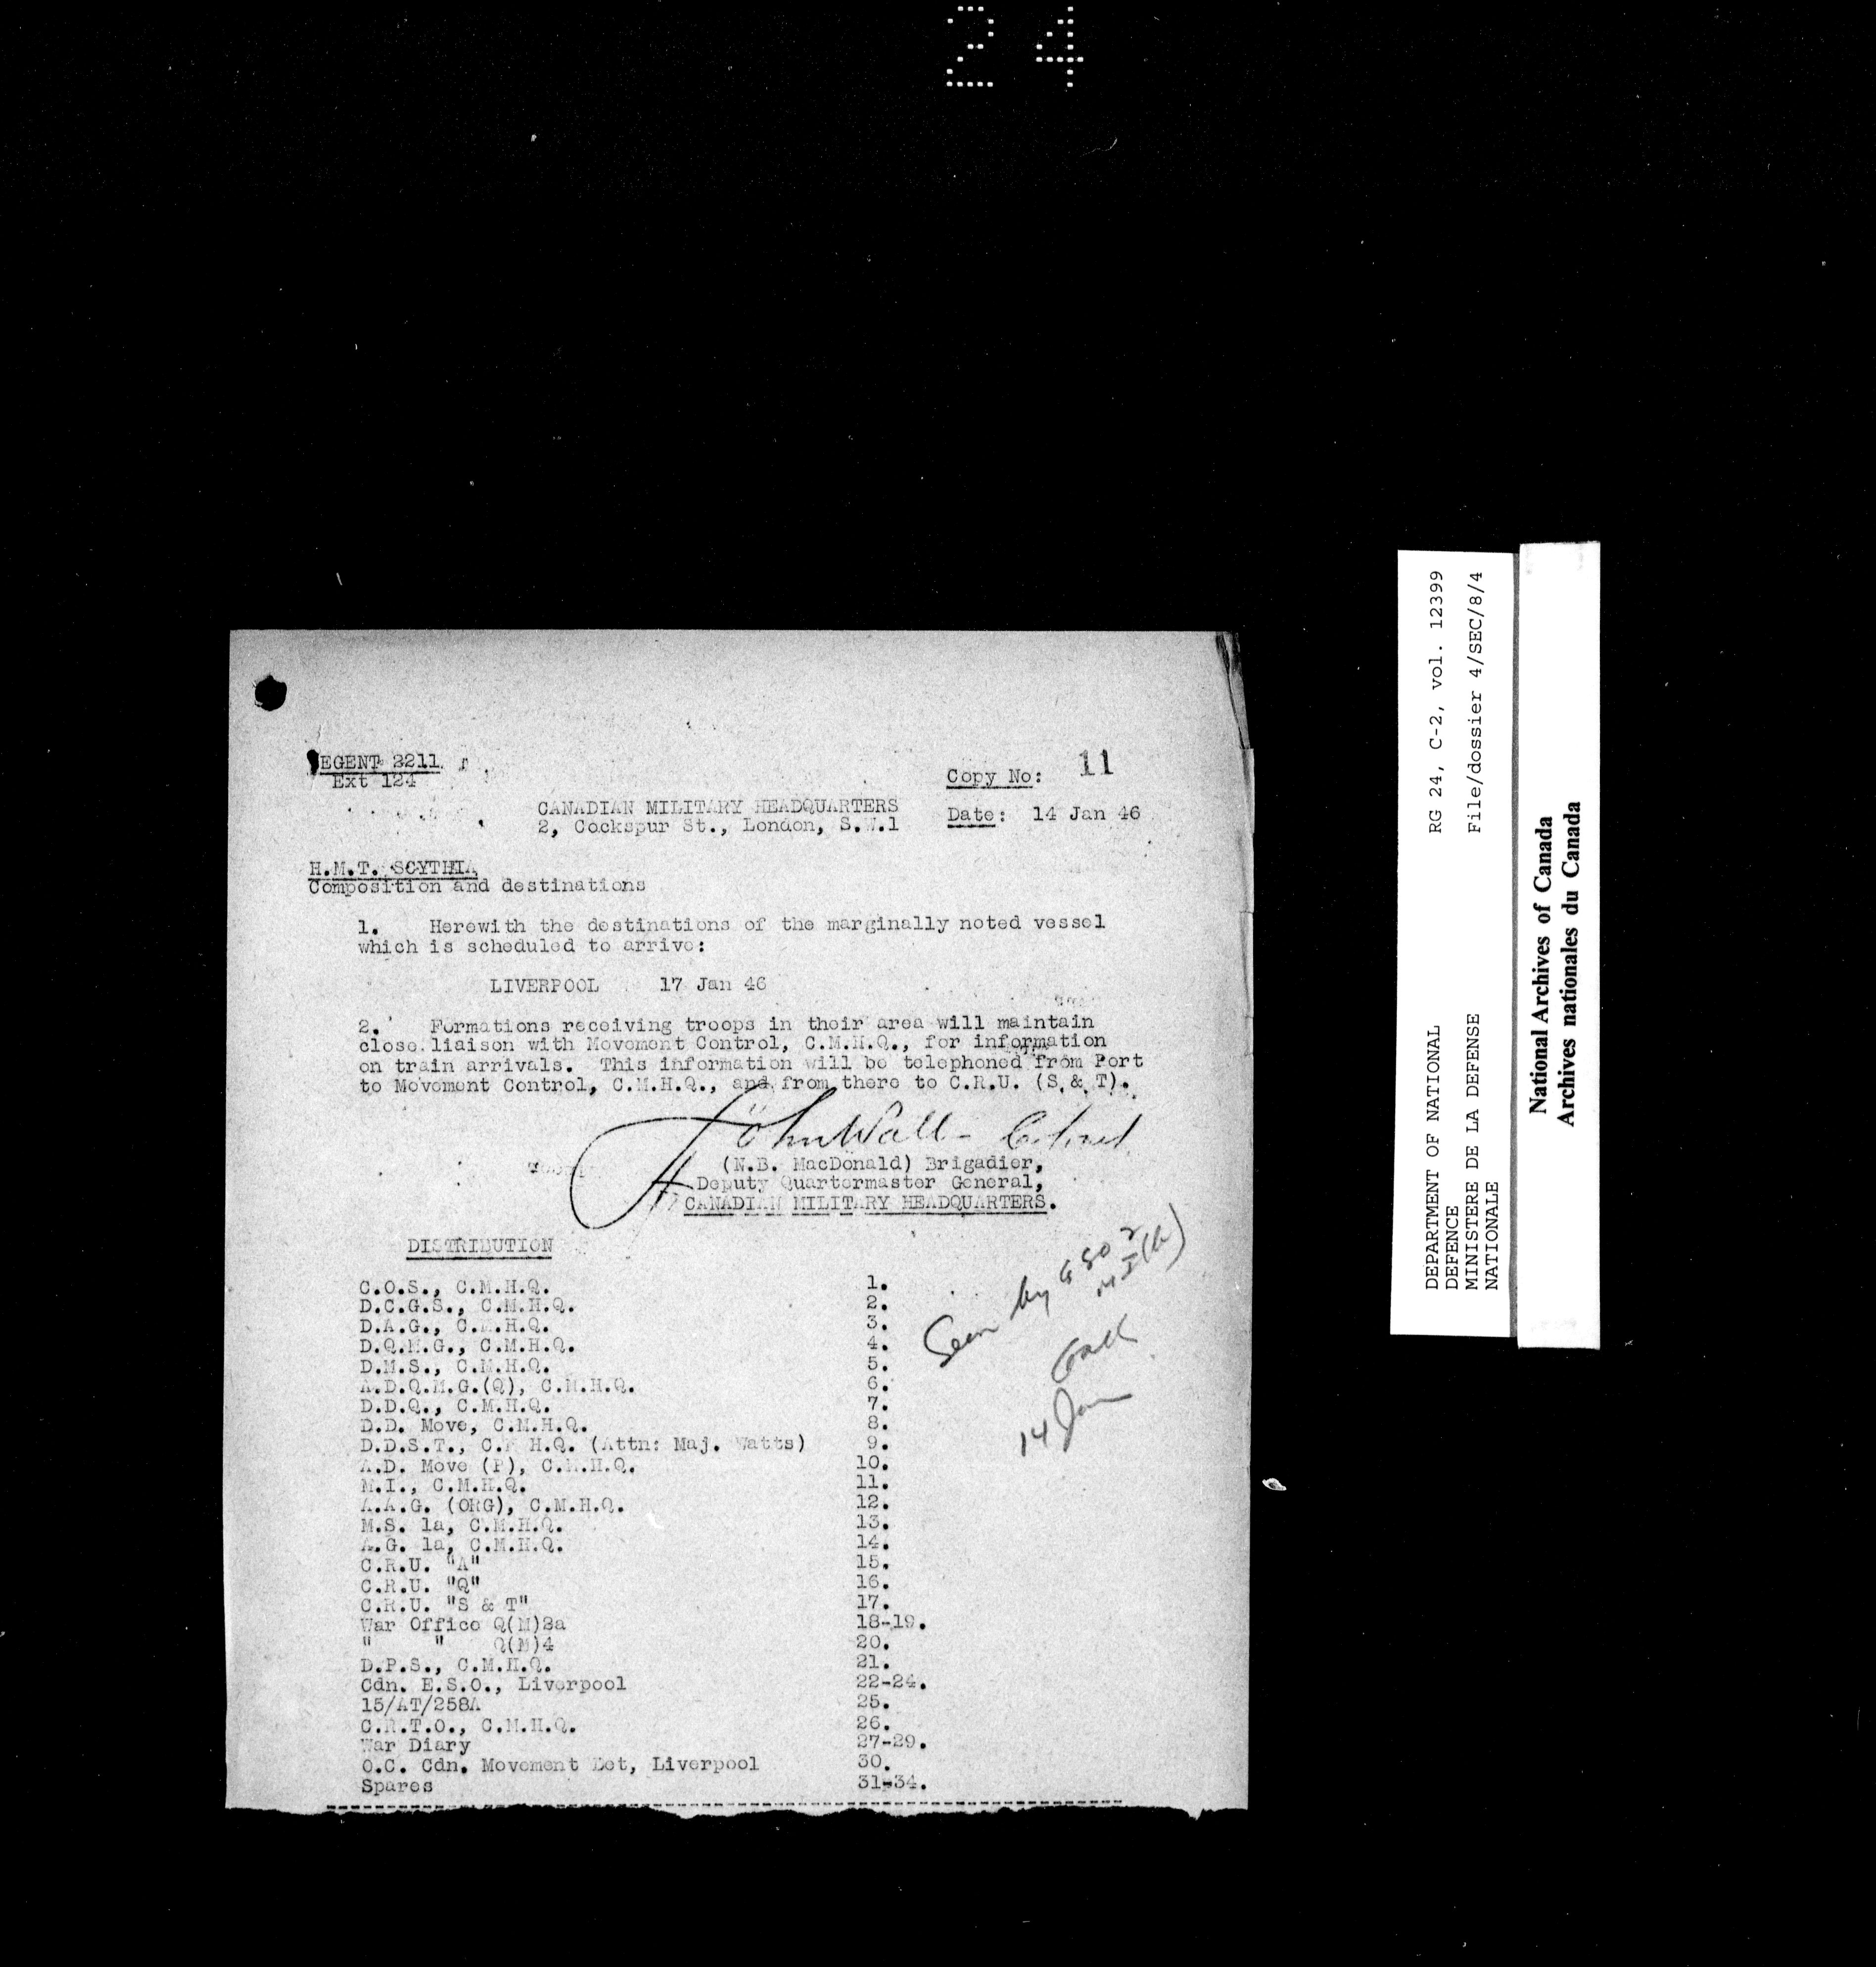 24
EGENT 2211
Ext 124
Copy No: 11
CANADIAN MILITARY HEADQUARTERS
2, Cockspur St., London, S.W.1
Date: 14 Jan 46
H.M.T. SCYTHIA
Composition and destinations
1. Herewith the destinations of the marginally noted vessel
which is scheduled to arrive:
LIVERPOOL 17 Jan 46
2. Formations receiving troops in their area will maintain
close liaison with Movement Control, C.M.H.Q., for information
on train arrivals. This information will be telephoned from Port
to Movement Control, C.M.H.Q., and from there to C.R.U. (S & T).
John Wall - Colonel
(N.B. MacDonald) Brigadier,
Deputy Quartermaster General,
CANADIAN MILITARY HEADQUARTERS.
DISTRIBUTION
C.O.S., C.M.H.Q. 1.
D.C.G.S., C.M.H.Q. 2.
D.A.G., C.M.H.Q. 3.
D.Q.M.G., C.M.H.Q. 4.
D.M.S., C.M.H.Q. 5.
A.D.Q.M.G.(Q), C.M.H.Q. 6.
D.D.Q., C.M.H.Q. 7.
D.D. Move, C.M.H.Q. 8.
D.D.S.T., C.M.H.Q. (Attn: Maj. Watts) 9.
A.D. Move (P), C.M.H.Q. 10.
M.I., C.M.H.Q. 11.
A.A.G. (ORG), C.M.H.Q. 12.
M.S. 1a, C.M.H.Q. 13.
A.G. 1a, C.M.H.Q. 14.
C.R.U. "A" 15.
C.R.U. "Q" 16.
C.R.U. "S & T" 17.
War Office Q(M)2a 18-19.
" " Q(M)4 20.
D.P.S., C.M.H.Q. 21.
Cdn. E.S.O., Liverpool 22-24.
15/AT/258A 25.
C.R.T.O., C.M.H.Q. 26.
War Diary 27-29.
O.C. Cdn. Movement Det, Liverpool 30.
Spares 31-34.
Seen by GSO 2
MI(a)
14 Jan
RG 24, C-2, vol. 12399
File/dossier 4/SEC/8/4
DEPARTMENT OF NATIONAL
DEFENCE
MINISTERE DE LA DEFENSE
NATIONALE
National Archives of Canada
Archives nationales du Canada